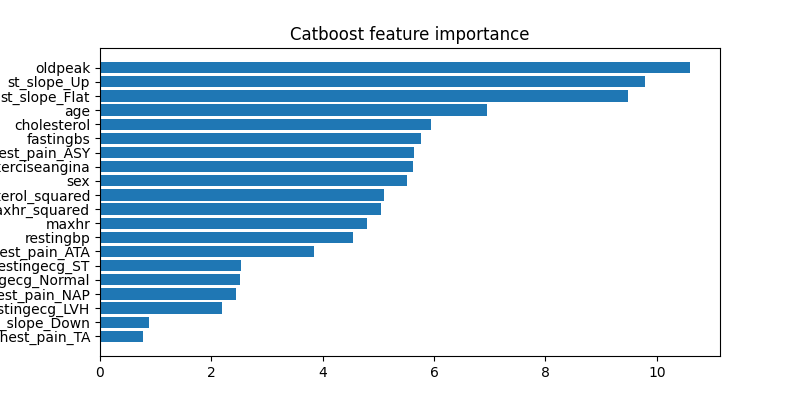 Catboost feature importance
oldpeak
st_slope_Up
st_slope_Flat
age
cholesterol
fastingbs
est_pain_ASY
erciseangina
sex
erol_squared
axhr_squared
maxhr
restingbp
est_pain_ATA
estingecg_ST
gecg_Normal
est_pain_NAP
stingecg_LVH
_slope_Down
hest_pain_TA
0 2 4 6 8 10